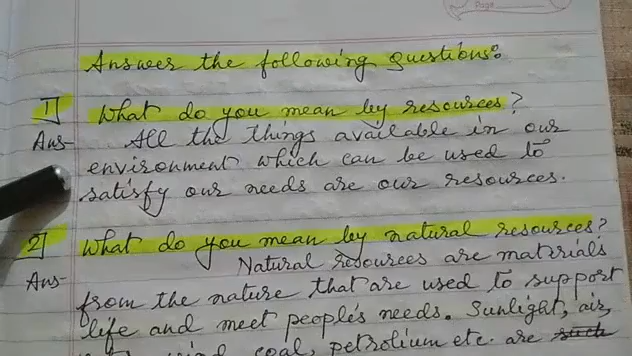 Page
Answer the following questions:
1] What do you mean by resources?
Ans- All the things available in our
environment which can be used to
satisfy our needs are our resources.
2] What do you mean by natural resources?
Ans- Natural resources are materials
from the nature that are used to support
life and meet people's needs. Sunlight, air,
coal, petrolium etc. are such